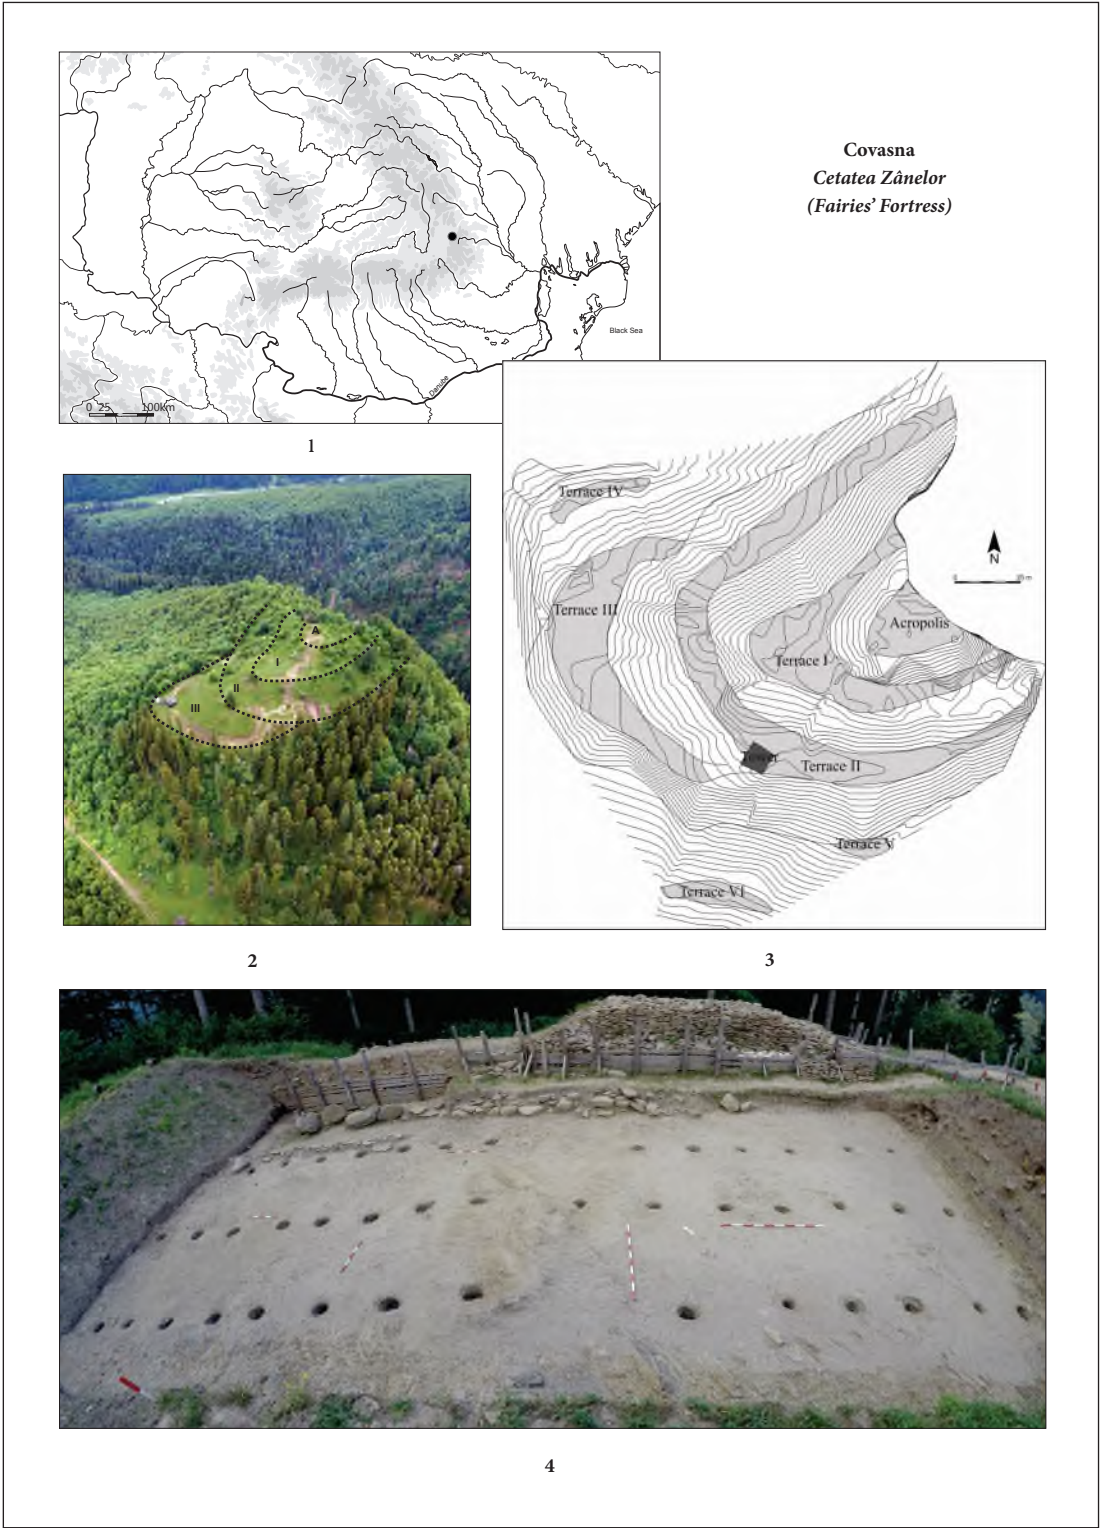 Covasna
Cetatea Zânelor
(Fairies’ Fortress)
Black Sea
Danube
0 25 100km
1
Terrace IV
N
0
Terrace III
Acropolis
Terrace I
Tower
Terrace II
Terrace V
Terrace VI
A
I
II
III
2
3
4